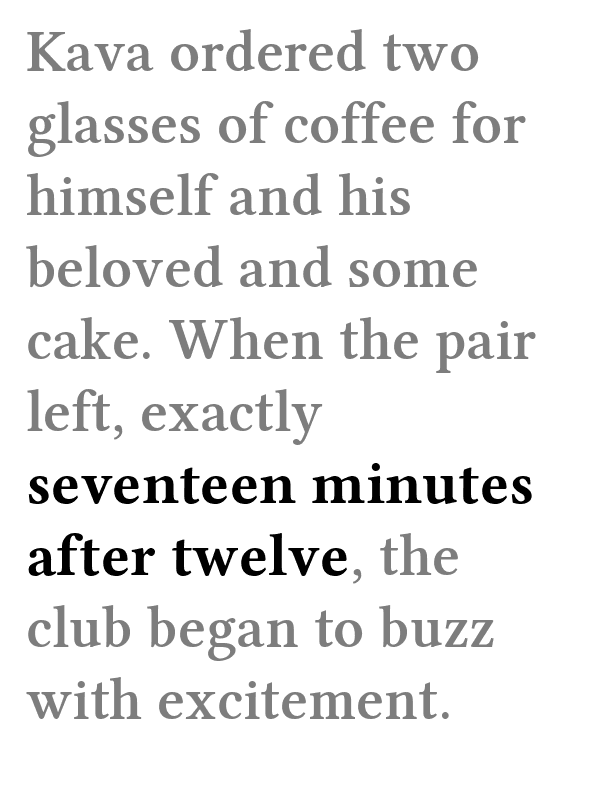 Kava ordered two
glasses of coffee for
himself and his
beloved and some
cake. When the pair
left, exactly
seventeen minutes
after twelve, the
club began to buzz
with excitement.